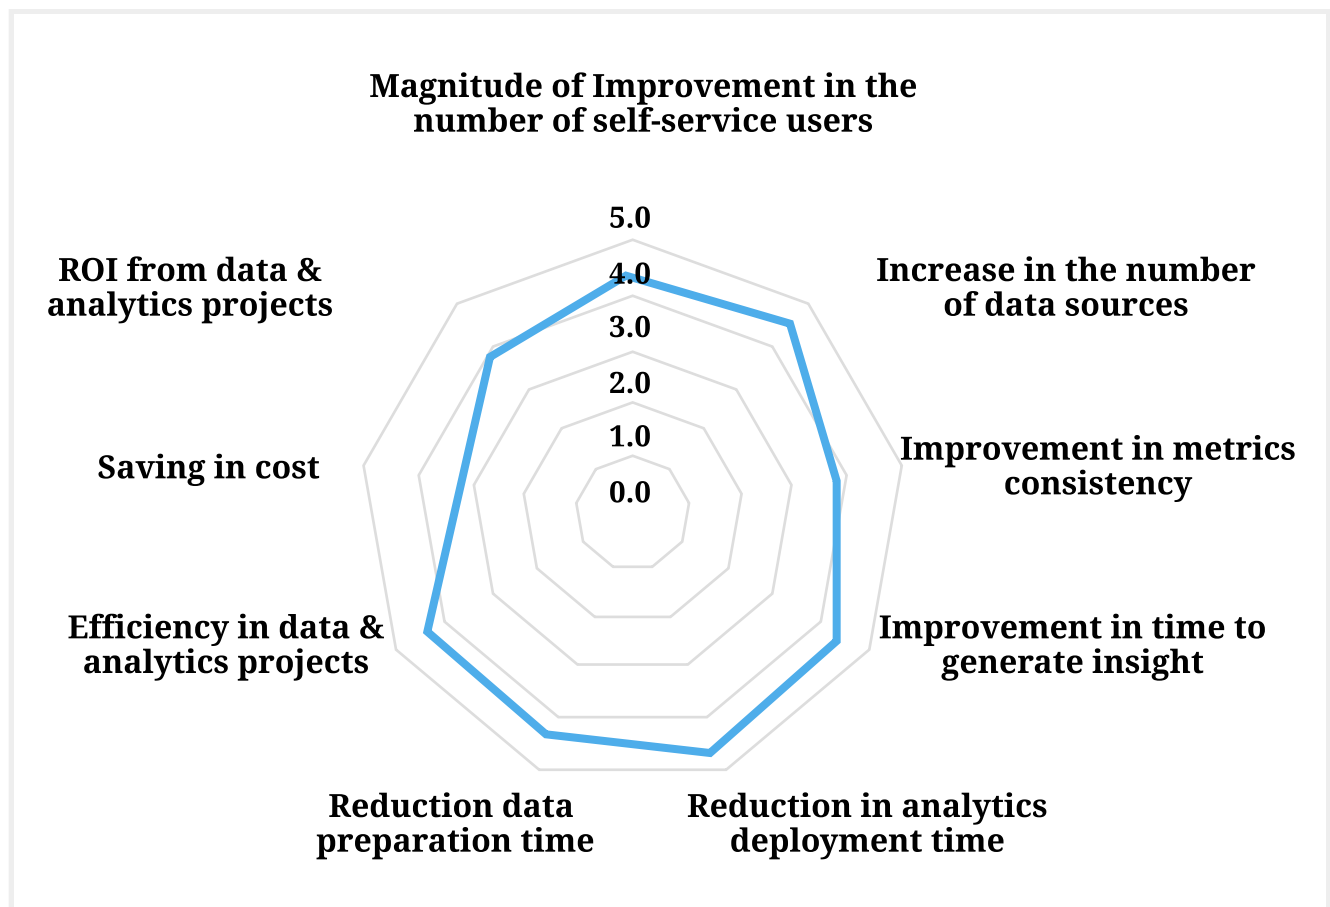 Magnitude of Improvement in the
number of self-service users
5.0
ROI from data &
analytics projects
Increase in the number
of data sources
4.0
3.0
2.0
1.0
0.0
Saving in cost
Improvement in metrics
consistency
Efficiency in data &
analytics projects
Improvement in time to
generate insight
Reduction data
preparation time
Reduction in analytics
deployment time